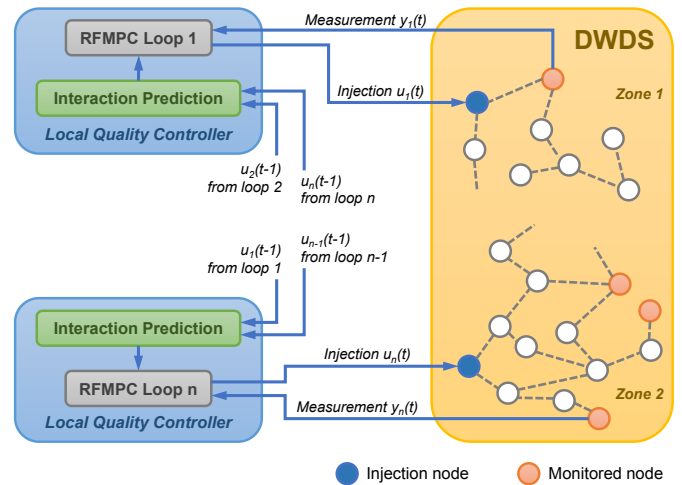 Measurement y1(t)
RFMPC Loop 1
DWDS
Injection u1(t)
Zone 1
Interaction Prediction
Local Quality Controller
u2(t-1)
from loop 2
un(t-1)
from loop n
u1(t-1)
from loop 1
un-1(t-1)
from loop n-1
Interaction Prediction
Injection un(t)
RFMPC Loop n
Zone 2
Measurement yn(t)
Local Quality Controller
Injection node
Monitored node